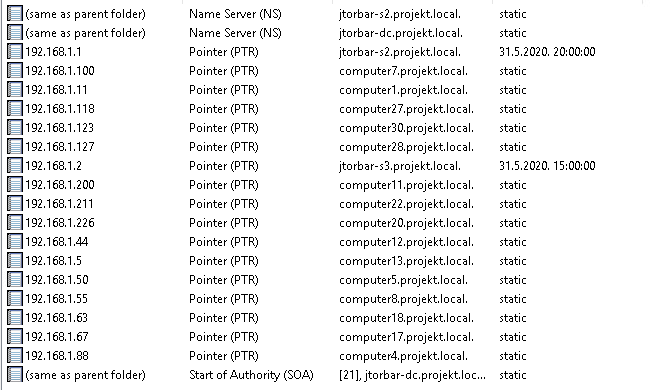 (same as parent folder) Name Server (NS) jtorbar-s2.projekt.local. static
(same as parent folder) Name Server (NS) jtorbar-dc.projekt.local. static
192.168.1.1 Pointer (PTR) jtorbar-s2.projekt.local. 31.5.2020. 20:00:00
192.168.1.100 Pointer (PTR) computer7.projekt.local. static
192.168.1.11 Pointer (PTR) computer1.projekt.local. static
192.168.1.118 Pointer (PTR) computer27.projekt.local. static
192.168.1.123 Pointer (PTR) computer30.projekt.local. static
192.168.1.127 Pointer (PTR) computer28.projekt.local. static
192.168.1.2 Pointer (PTR) jtorbar-s3.projekt.local. 31.5.2020. 15:00:00
192.168.1.200 Pointer (PTR) computer11.projekt.local. static
192.168.1.211 Pointer (PTR) computer22.projekt.local. static
192.168.1.226 Pointer (PTR) computer20.projekt.local. static
192.168.1.44 Pointer (PTR) computer12.projekt.local. static
192.168.1.5 Pointer (PTR) computer13.projekt.local. static
192.168.1.50 Pointer (PTR) computer5.projekt.local. static
192.168.1.55 Pointer (PTR) computer8.projekt.local. static
192.168.1.63 Pointer (PTR) computer18.projekt.local. static
192.168.1.67 Pointer (PTR) computer17.projekt.local. static
192.168.1.88 Pointer (PTR) computer4.projekt.local. static
(same as parent folder) Start of Authority (SOA) [21], jtorbar-dc.projekt.loc... static